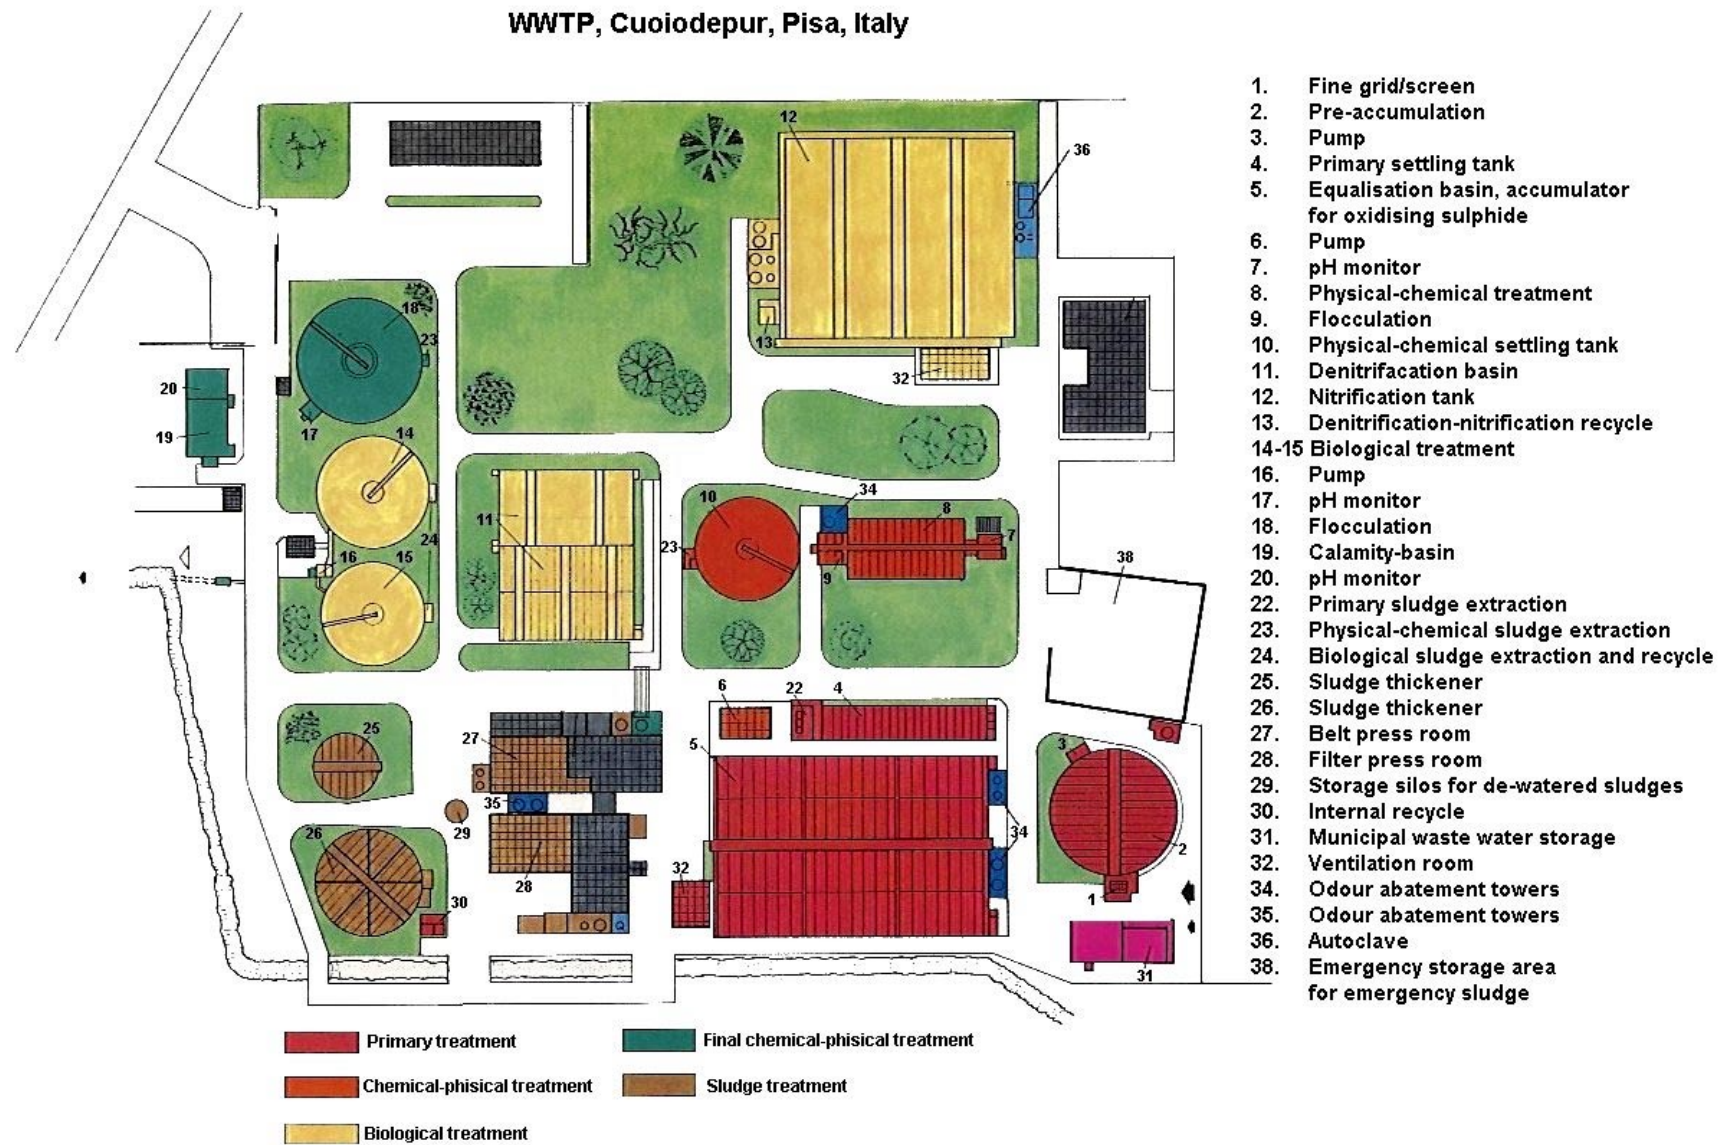 WWTP, Cuoiodepur, Pisa, Italy
1. Fine grid/screen
2. Pre-accumulation
3. Pump
4. Primary settling tank
5. Equalisation basin, accumulator
for oxidising sulphide
6. Pump
7. pH monitor
8. Physical-chemical treatment
9. Flocculation
10. Physical-chemical settling tank
11. Denitrifacation basin
12. Nitrification tank
13. Denitrification-nitrification recycle
14-15 Biological treatment
16. Pump
17. pH monitor
18. Flocculation
19. Calamity-basin
20. pH monitor
22. Primary sludge extraction
23. Physical-chemical sludge extraction
24. Biological sludge extraction and recycle
25. Sludge thickener
26. Sludge thickener
27. Belt press room
28. Filter press room
29. Storage silos for de-watered sludges
30. Internal recycle
31. Municipal waste water storage
32. Ventilation room
34. Odour abatement towers
35. Odour abatement towers
36. Autoclave
38. Emergency storage area
for emergency sludge
12
36
18
23
13
32
20
17
19
14
10
34
8
11
23
7
24
16
15
9
38
6
22
4
25
27
5
3
35
29
26
34
2
28
32
30
1
31
Primary treatment
Final chemical-phisical treatment
Chemical-phisical treatment
Sludge treatment
Biological treatment